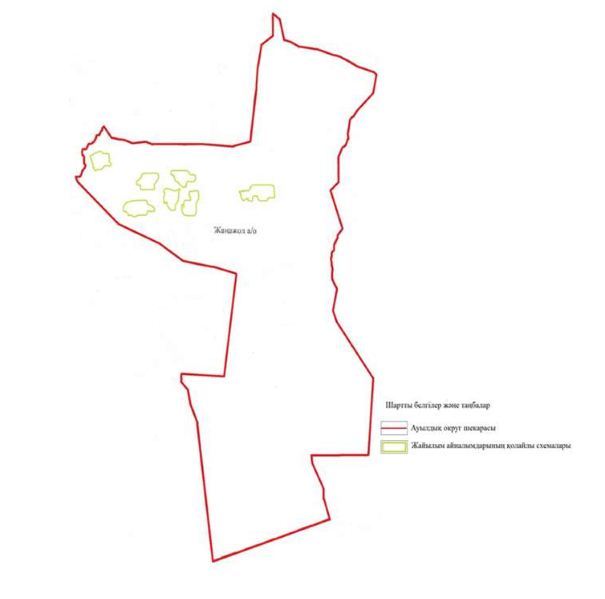 Жанажол а/о
Шартты белгілер және таңбалар
Ауылдық округ шекарасы
Жайылым айналымдарының қолайлы схемалары